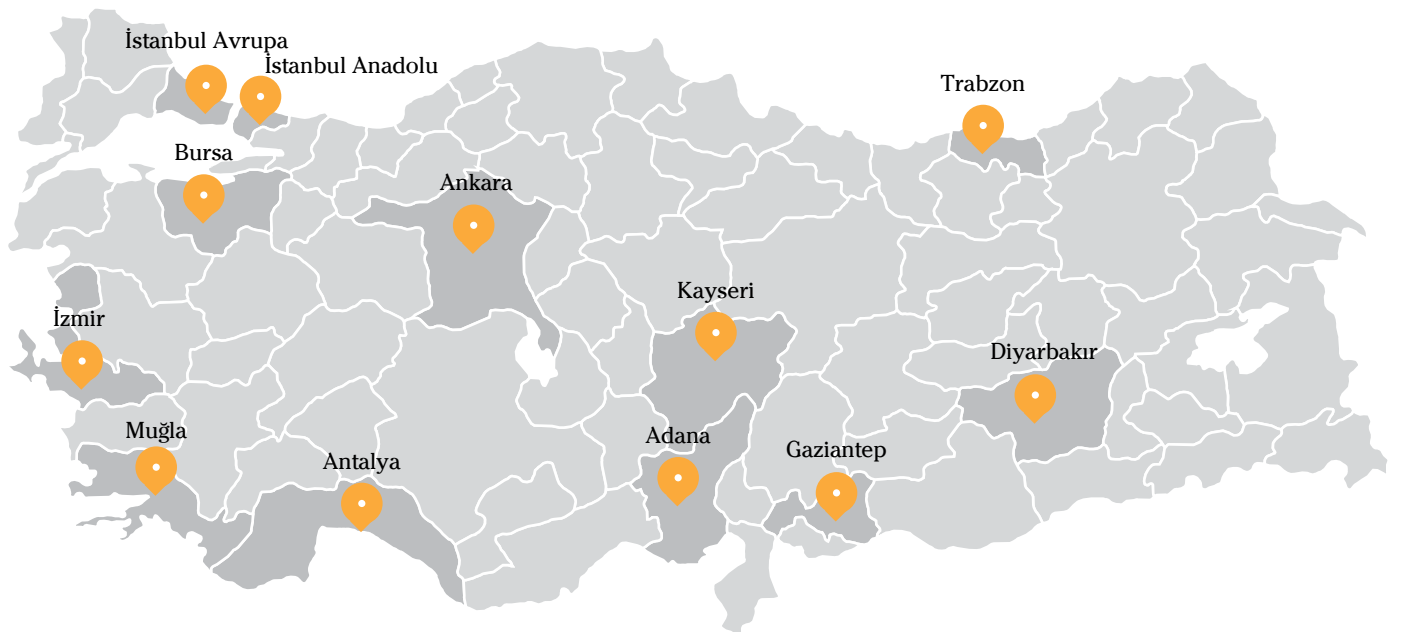 İstanbul Avrupa
İstanbul Anadolu
Trabzon
Bursa
Ankara
Kayseri
İzmir
Diyarbakır
Muğla
Adana
Gaziantep
Antalya